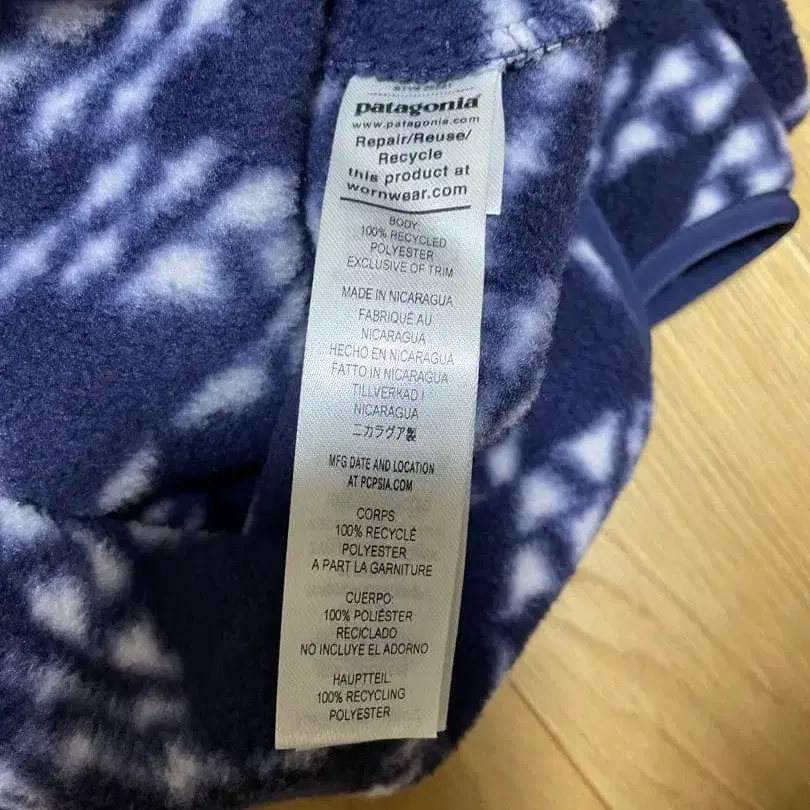 patagonia
www.patagonia.com
Repair/Reuse/
Recycle
this product at
wornwear.com
BODY
100% RECYCLED
POLYESTER
EXCLUSIVE OF TRIM
MADE IN NICARAGUA
FABRIQUÉ AU
NICARAGUA
HECHO EN NICARAGUA
FATTO IN NICARAGUA
TILLVERKAD I
NICARAGUA
ニカラグア製
MFG DATE AND LOCATION
AT PCPSIA.COM
CORPS
100% RECYCLÉ
POLYESTER
A PART LA GARNITURE
CUERPO:
100% POLIÉSTER
RECICLADO
NO INCLUYE EL ADORNO
HAUPTTEIL:
100% RECYCLING
POLYESTER